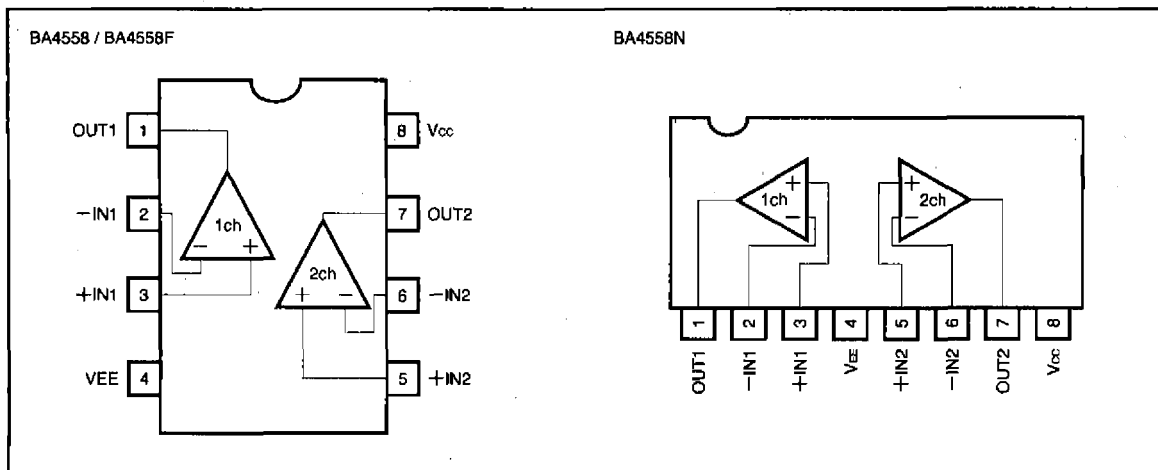 BA4558 / BA4558F
OUT1 1
8 Vcc
-IN1 2
7 OUT2
1ch
- +
+IN1 3
2ch
+ -
6 -IN2
VEE 4
5 +IN2
BA4558N
1ch
+
-
2ch
+
-
1 2 3 4 5 6 7 8
OUT1 -IN1 +IN1 VEE +IN2 -IN2 OUT2 Vcc